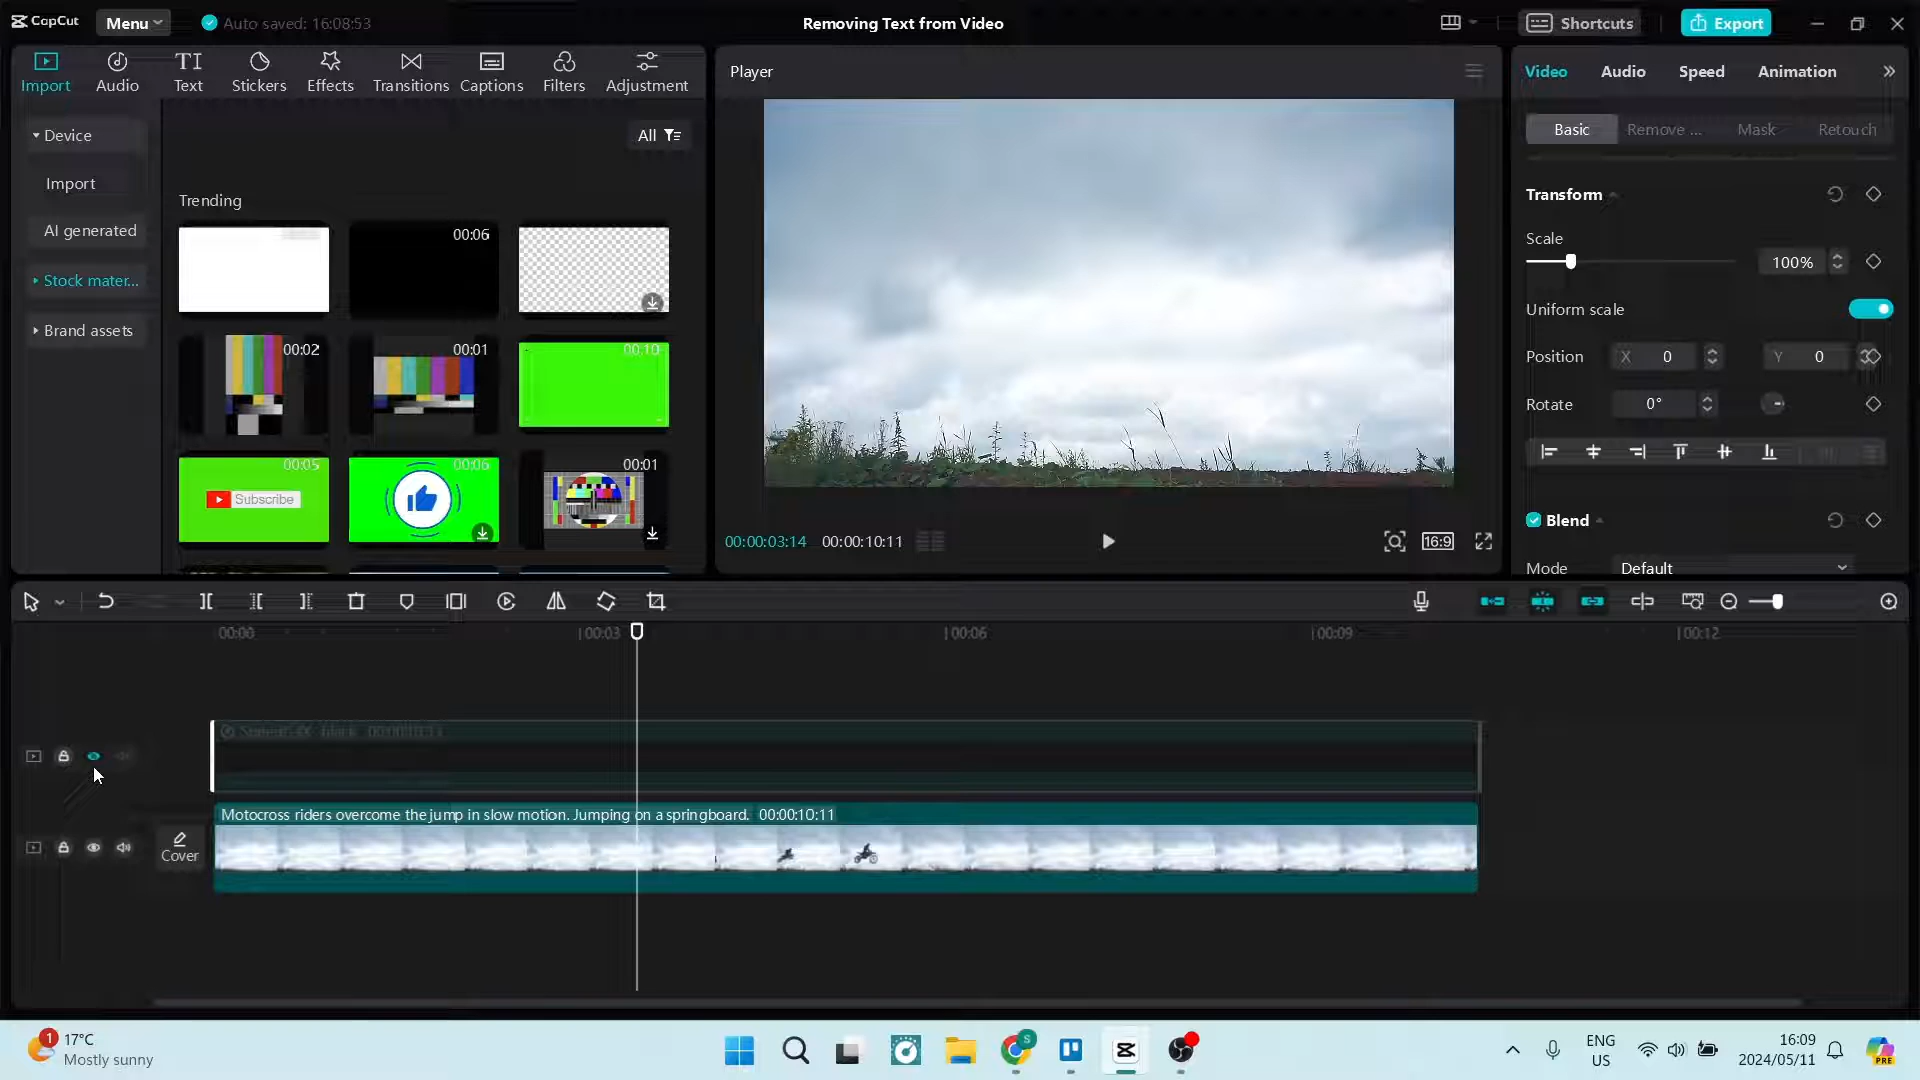 CapCut
Menu
Auto saved: 16:08:53
Removing Text from Video
Shortcuts
Export
Import
Audio
Text
Stickers
Effects
Transitions
Captions
Filters
Adjustment
Player
Video
Audio
Speed
Animation
Device
Import
AI generated
Stock mater...
Brand assets
All
Trending
00:06
00:02
00:01
00:10
00:05
Subscribe
00:06
00:01
Basic
Remove ...
Mask
Retouch
Transform
Scale
100%
Uniform scale
Position
X 0
Y 0
Rotate
0°
Blend
Mode
Default
00:00:03:14
00:00:10:11
16:9
00:00
00:03
00:06
00:09
00:12
Motocross riders overcome the jump in slow motion. Jumping on a springboard. 00:00:10:11
Cover
1
17°C
Mostly sunny
S
ENG
US
16:09
2024/05/11
PRE